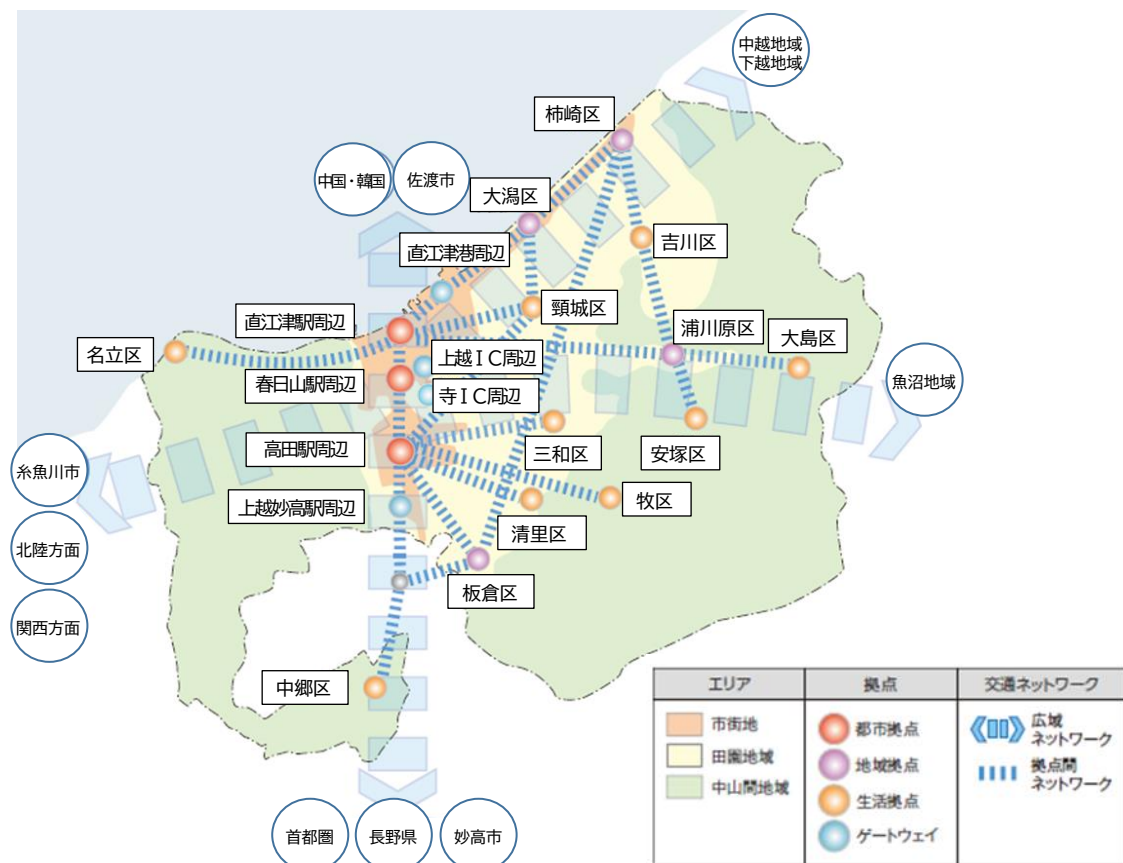 中越地域
下越地域
柿崎区
中国・韓国
佐渡市
大潟区
直江津港周辺
吉川区
頸城区
直江津駅周辺
浦川原区
大島区
名立区
上越ＩＣ周辺
春日山駅周辺
魚沼地域
寺ＩＣ周辺
高田駅周辺
三和区
安塚区
糸魚川市
上越妙高駅周辺
牧区
清里区
北陸方面
板倉区
関西方面
中郷区
首都圏
長野県
妙高市
エリア
市街地
田園地域
中山間地域
拠点
都市拠点
地域拠点
生活拠点
ゲートウェイ
交通ネットワーク
広域
ネットワーク
拠点間
ネットワーク